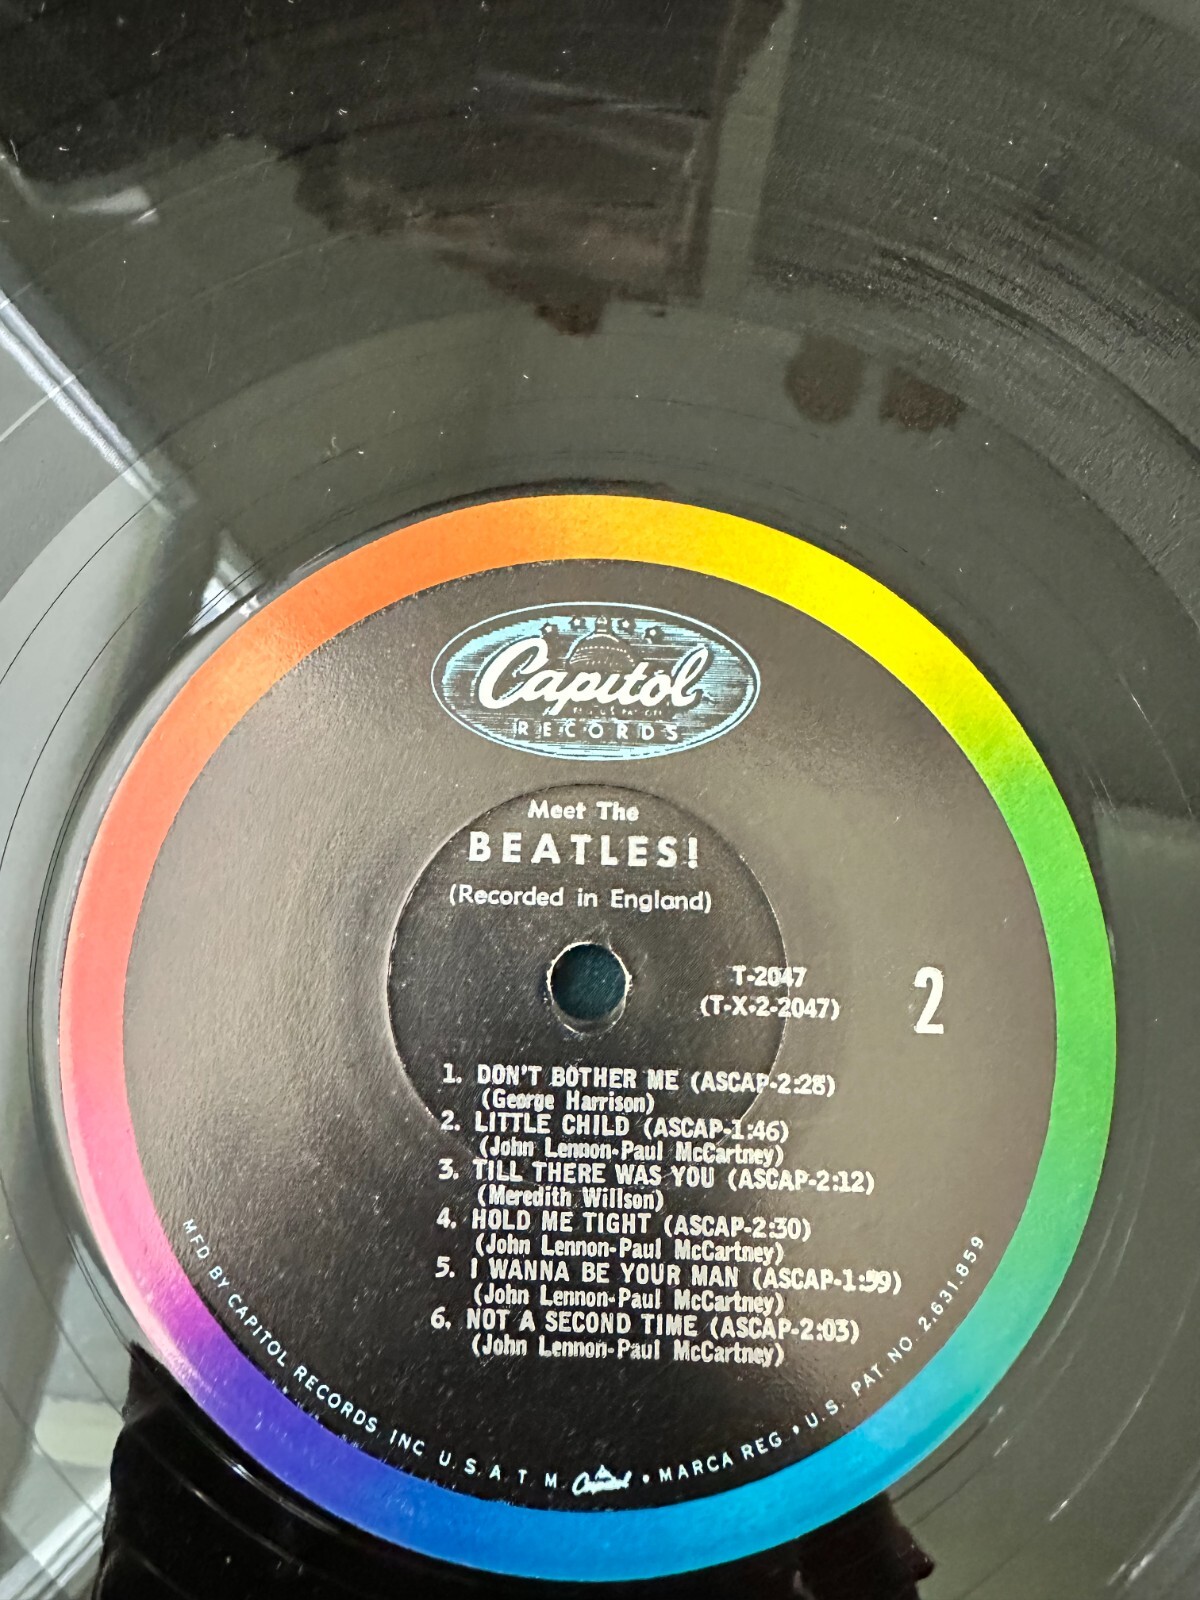 Capitol
RECORDS
Meet The
BEATLES!
(Recorded in England)
T-2047
(T-X-2-2047)
2
1. DON'T BOTHER ME (ASCAP-2:28)
(George Harrison)
2. LITTLE CHILD (ASCAP-1:46)
(John Lennon-Paul McCartney)
3. TILL THERE WAS YOU (ASCAP-2:12)
(Meredith Willson)
4. HOLD ME TIGHT (ASCAP-2:30)
(John Lennon-Paul McCartney)
5. I WANNA BE YOUR MAN (ASCAP-1:59)
(John Lennon-Paul McCartney)
6. NOT A SECOND TIME (ASCAP-2:03)
(John Lennon-Paul McCartney)
MFD BY CAPITOL RECORDS, INC U.S.A. T.M. Capitol • MARCA REG. • U.S. PAT. NO. 2,631,859